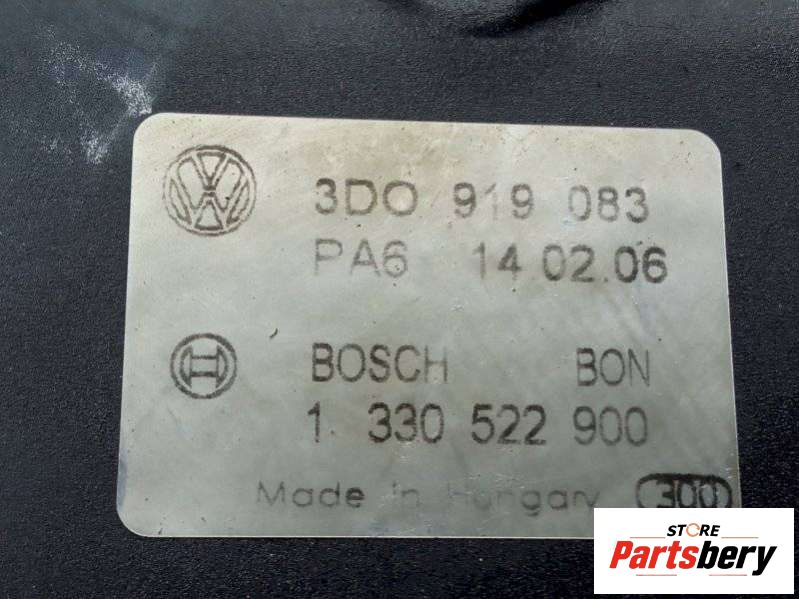 3D0 919 083
PA6 14.02.06
BOSCH BON
1 330 522 900
Made in Hungary 300
STORE
Partsbery